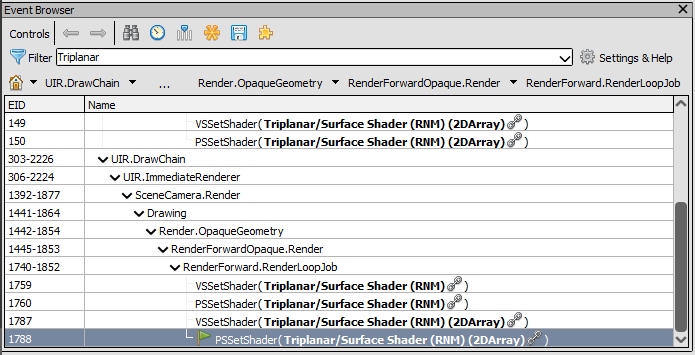 Event Browser
Controls
Filter Triplanar Settings & Help
UIR.DrawChain ... Render.OpaqueGeometry RenderForwardOpaque.Render RenderForward.RenderLoopJob
EID Name
149 VSSetShader( Triplanar/Surface Shader (RNM) (2DArray) )
150 PSSetShader( Triplanar/Surface Shader (RNM) (2DArray) )
303-2226 UIR.DrawChain
306-2224 UIR.ImmediateRenderer
1392-1877 SceneCamera.Render
1441-1864 Drawing
1442-1854 Render.OpaqueGeometry
1445-1853 RenderForwardOpaque.Render
1740-1852 RenderForward.RenderLoopJob
1759 VSSetShader( Triplanar/Surface Shader (RNM) )
1760 PSSetShader( Triplanar/Surface Shader (RNM) )
1787 VSSetShader( Triplanar/Surface Shader (RNM) (2DArray) )
1788 PSSetShader( Triplanar/Surface Shader (RNM) (2DArray) )